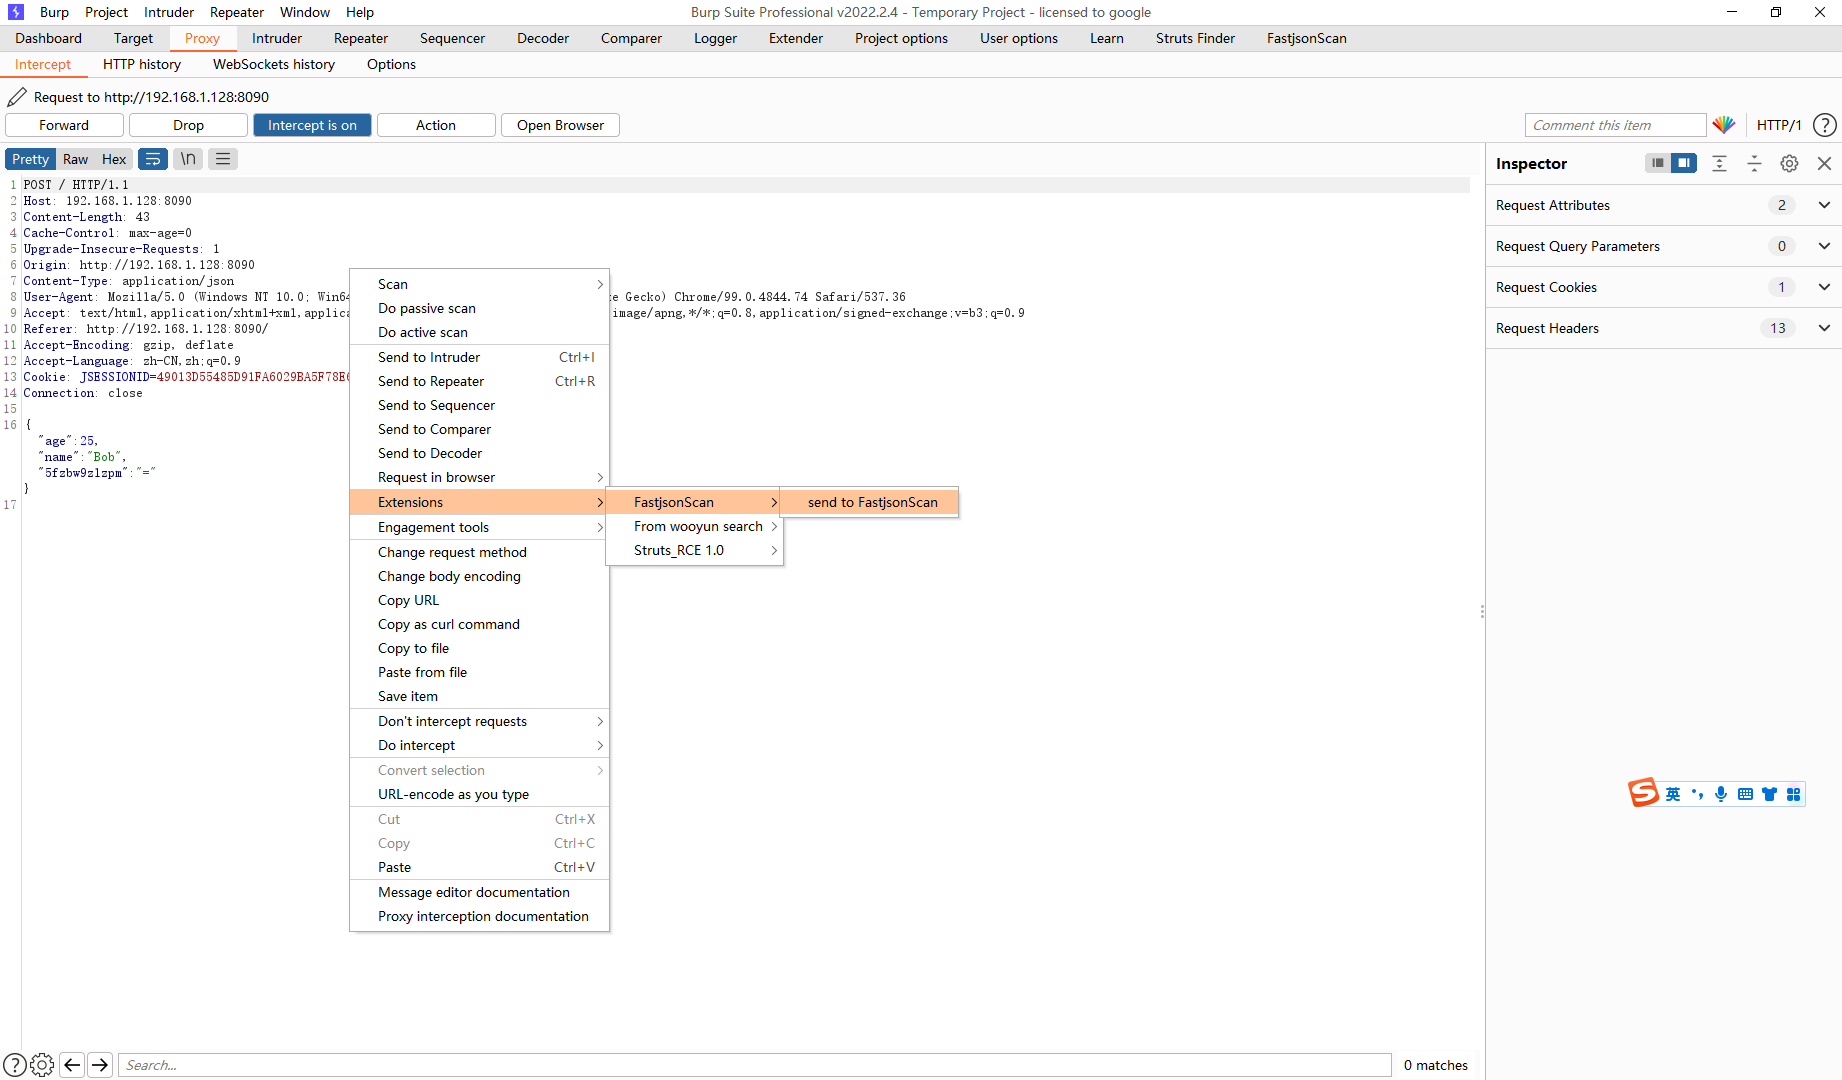 Burp Project Intruder Repeater Window Help Burp Suite Professional v2022.2.4 - Temporary Project - licensed to google
Dashboard Target Proxy Intruder Repeater Sequencer Decoder Comparer Logger Extender Project options User options Learn Struts Finder FastjsonScan
Intercept HTTP history WebSockets history Options
Request to http://192.168.1.128:8090
Forward Drop Intercept is on Action Open Browser Comment this item HTTP/1 ?
Pretty Raw Hex \n
1 POST / HTTP/1.1
2 Host: 192.168.1.128:8090
3 Content-Length: 43
4 Cache-Control: max-age=0
5 Upgrade-Insecure-Requests: 1
6 Origin: http://192.168.1.128:8090
7 Content-Type: application/json
8 User-Agent: Mozilla/5.0 (Windows NT 10.0; Win64 Gecko) Chrome/99.0.4844.74 Safari/537.36
9 Accept: text/html,application/xhtml+xml,applica image/apng,*/*;q=0.8,application/signed-exchange;v=b3;q=0.9
10 Referer: http://192.168.1.128:8090/
11 Accept-Encoding: gzip, deflate
12 Accept-Language: zh-CN,zh;q=0.9
13 Cookie: JSESSIONID=49013D55485D91FA6029BA5F78E
14 Connection: close
15
16 {
"age":25,
"name":"Bob",
"5fzbw9zlzpm":"="
}
17
Scan
Do passive scan
Do active scan
Send to Intruder Ctrl+I
Send to Repeater Ctrl+R
Send to Sequencer
Send to Comparer
Send to Decoder
Request in browser
Extensions
Engagement tools
Change request method
Change body encoding
Copy URL
Copy as curl command
Copy to file
Paste from file
Save item
Don't intercept requests
Do intercept
Convert selection
URL-encode as you type
Cut Ctrl+X
Copy Ctrl+C
Paste Ctrl+V
Message editor documentation
Proxy interception documentation
FastjsonScan
From wooyun search
Struts_RCE 1.0
send to FastjsonScan
Inspector
Request Attributes 2
Request Query Parameters 0
Request Cookies 1
Request Headers 13
S 英
? Search... 0 matches